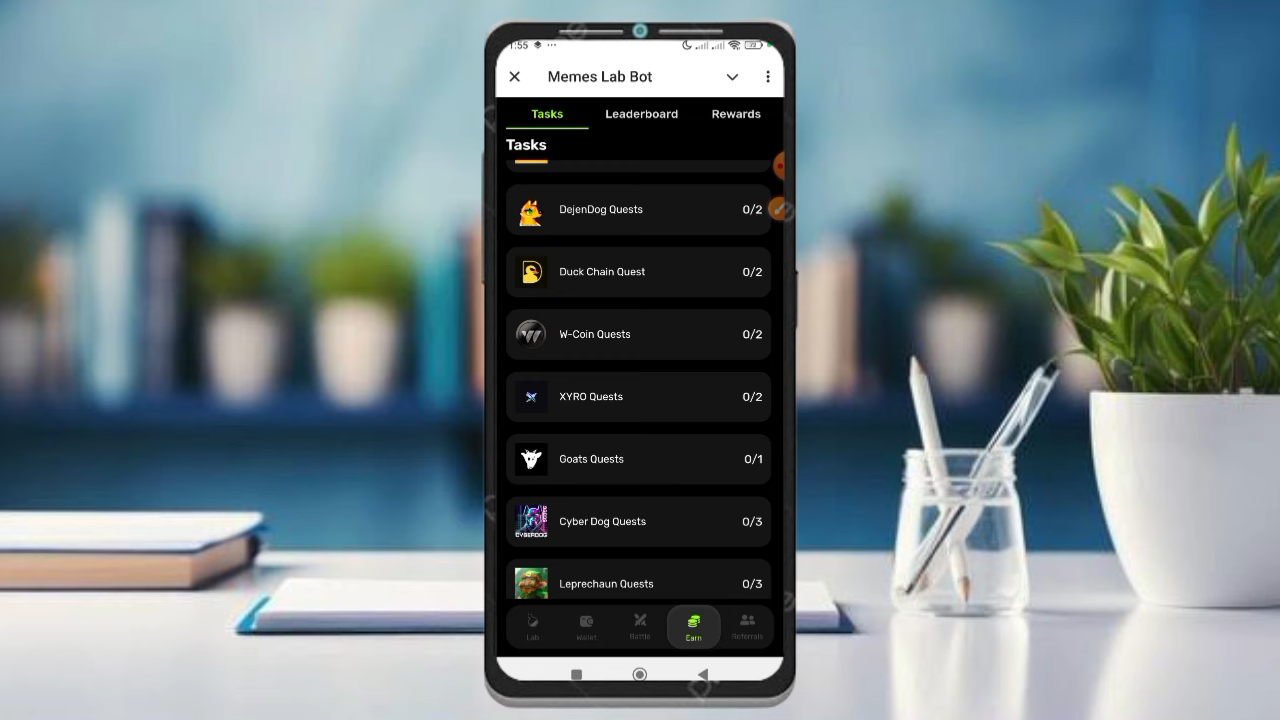 1:55
Memes Lab Bot
Tasks
Leaderboard
Rewards
Tasks
DejenDog Quests
0/2
Duck Chain Quest
0/2
W-Coin Quests
0/2
XYRO Quests
0/2
Goats Quests
0/1
CYBERDOG
Cyber Dog Quests
0/3
Leprechaun Quests
0/3
Lab
Wallet
Battle
Earn
Referrals